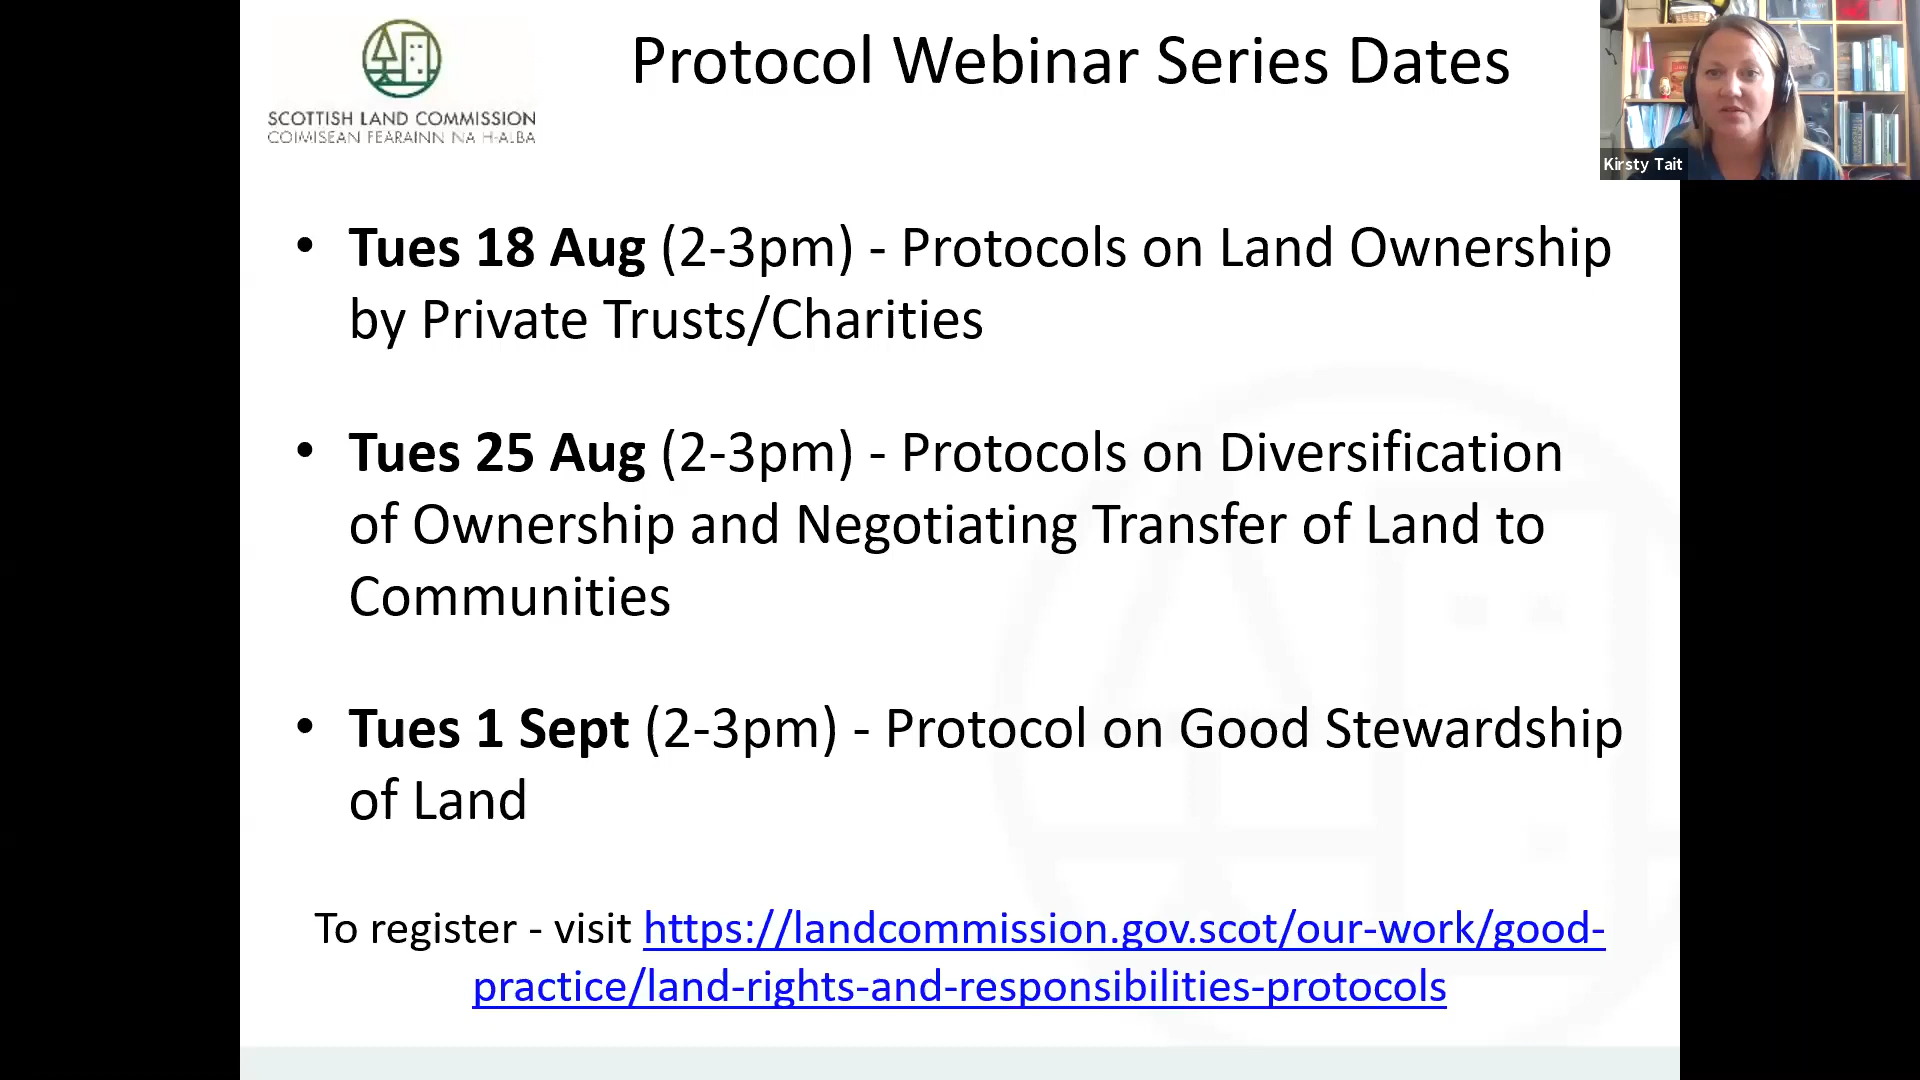 Protocol Webinar Series Dates
SCOTTISH LAND COMMISSION
COIMISEAN FEARAINN NA H-ALBA
Kirsty Tait
• Tues 18 Aug (2-3pm) - Protocols on Land Ownership
by Private Trusts/Charities
• Tues 25 Aug (2-3pm) - Protocols on Diversification
of Ownership and Negotiating Transfer of Land to
Communities
• Tues 1 Sept (2-3pm) - Protocol on Good Stewardship
of Land
To register - visit https://landcommission.gov.scot/our-work/good-
practice/land-rights-and-responsibilities-protocols